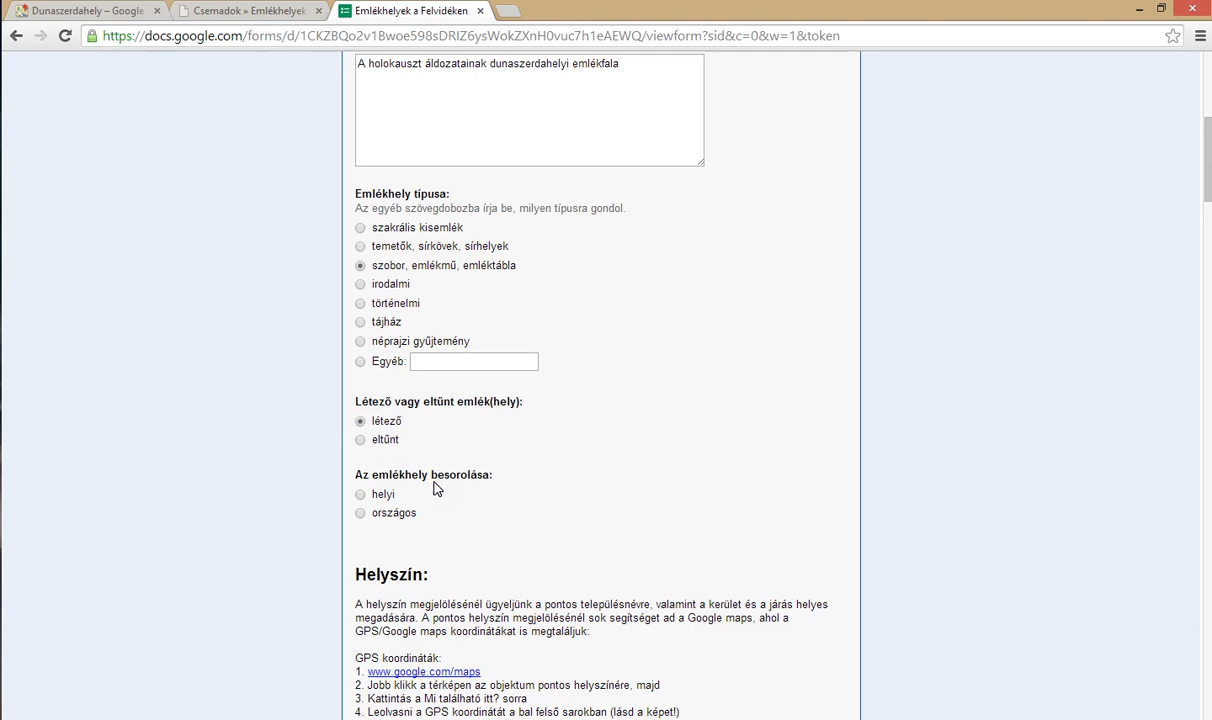 Dunaszerdahely – Google
Csemadok » Emlékhelyek
Emlékhelyek a Felvidéken
https://docs.google.com/forms/d/1CKZBQo2v1Bwoe598sDRIZ6ysWokZXnH0vuc7h1eAEWQ/viewform?sid&c=0&w=1&token
A holokauszt áldozatainak dunaszerdahelyi emlékfala
Emlékhely típusa:
Az egyéb szövegdobozba írja be, milyen típusra gondol.
szakrális kisemlék
temetők, sírkövek, sírhelyek
szobor, emlékmű, emléktábla
irodalmi
történelmi
tájház
néprajzi gyűjtemény
Egyéb:
Létező vagy eltűnt emlék(hely):
létező
eltűnt
Az emlékhely besorolása:
helyi
országos
Helyszín:
A helyszín megjelölésénél ügyeljünk a pontos településnévre, valamint a kerület és a járás helyes
megadására. A pontos helyszín megjelölésénél sok segítséget ad a Google maps, ahol a
GPS/Google maps koordinátákat is megtaláljuk:
GPS koordináták:
1. www.google.com/maps
2. Jobb klikk a térképen az objektum pontos helyszínére, majd
3. Kattintás a Mi található itt? sorra
4. Leolvasni a GPS koordinátát a bal felső sarokban (lásd a képet!)